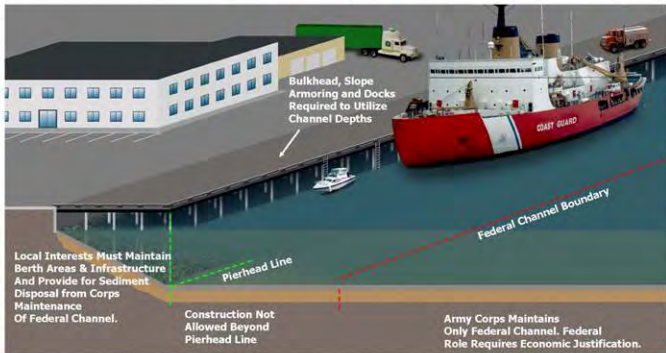 Bulkhead, Slope
Armoring and Docks
Required to Utilize
Channel Depths
COAST GUARD
Federal Channel Boundary
Pierhead Line
Local Interests Must Maintain
Berth Areas & Infrastructure
And Provide for Sediment
Disposal from Corps
Maintenance
Of Federal Channel.
Construction Not
Allowed Beyond
Pierhead Line
Army Corps Maintains
Only Federal Channel. Federal
Role Requires Economic Justification.